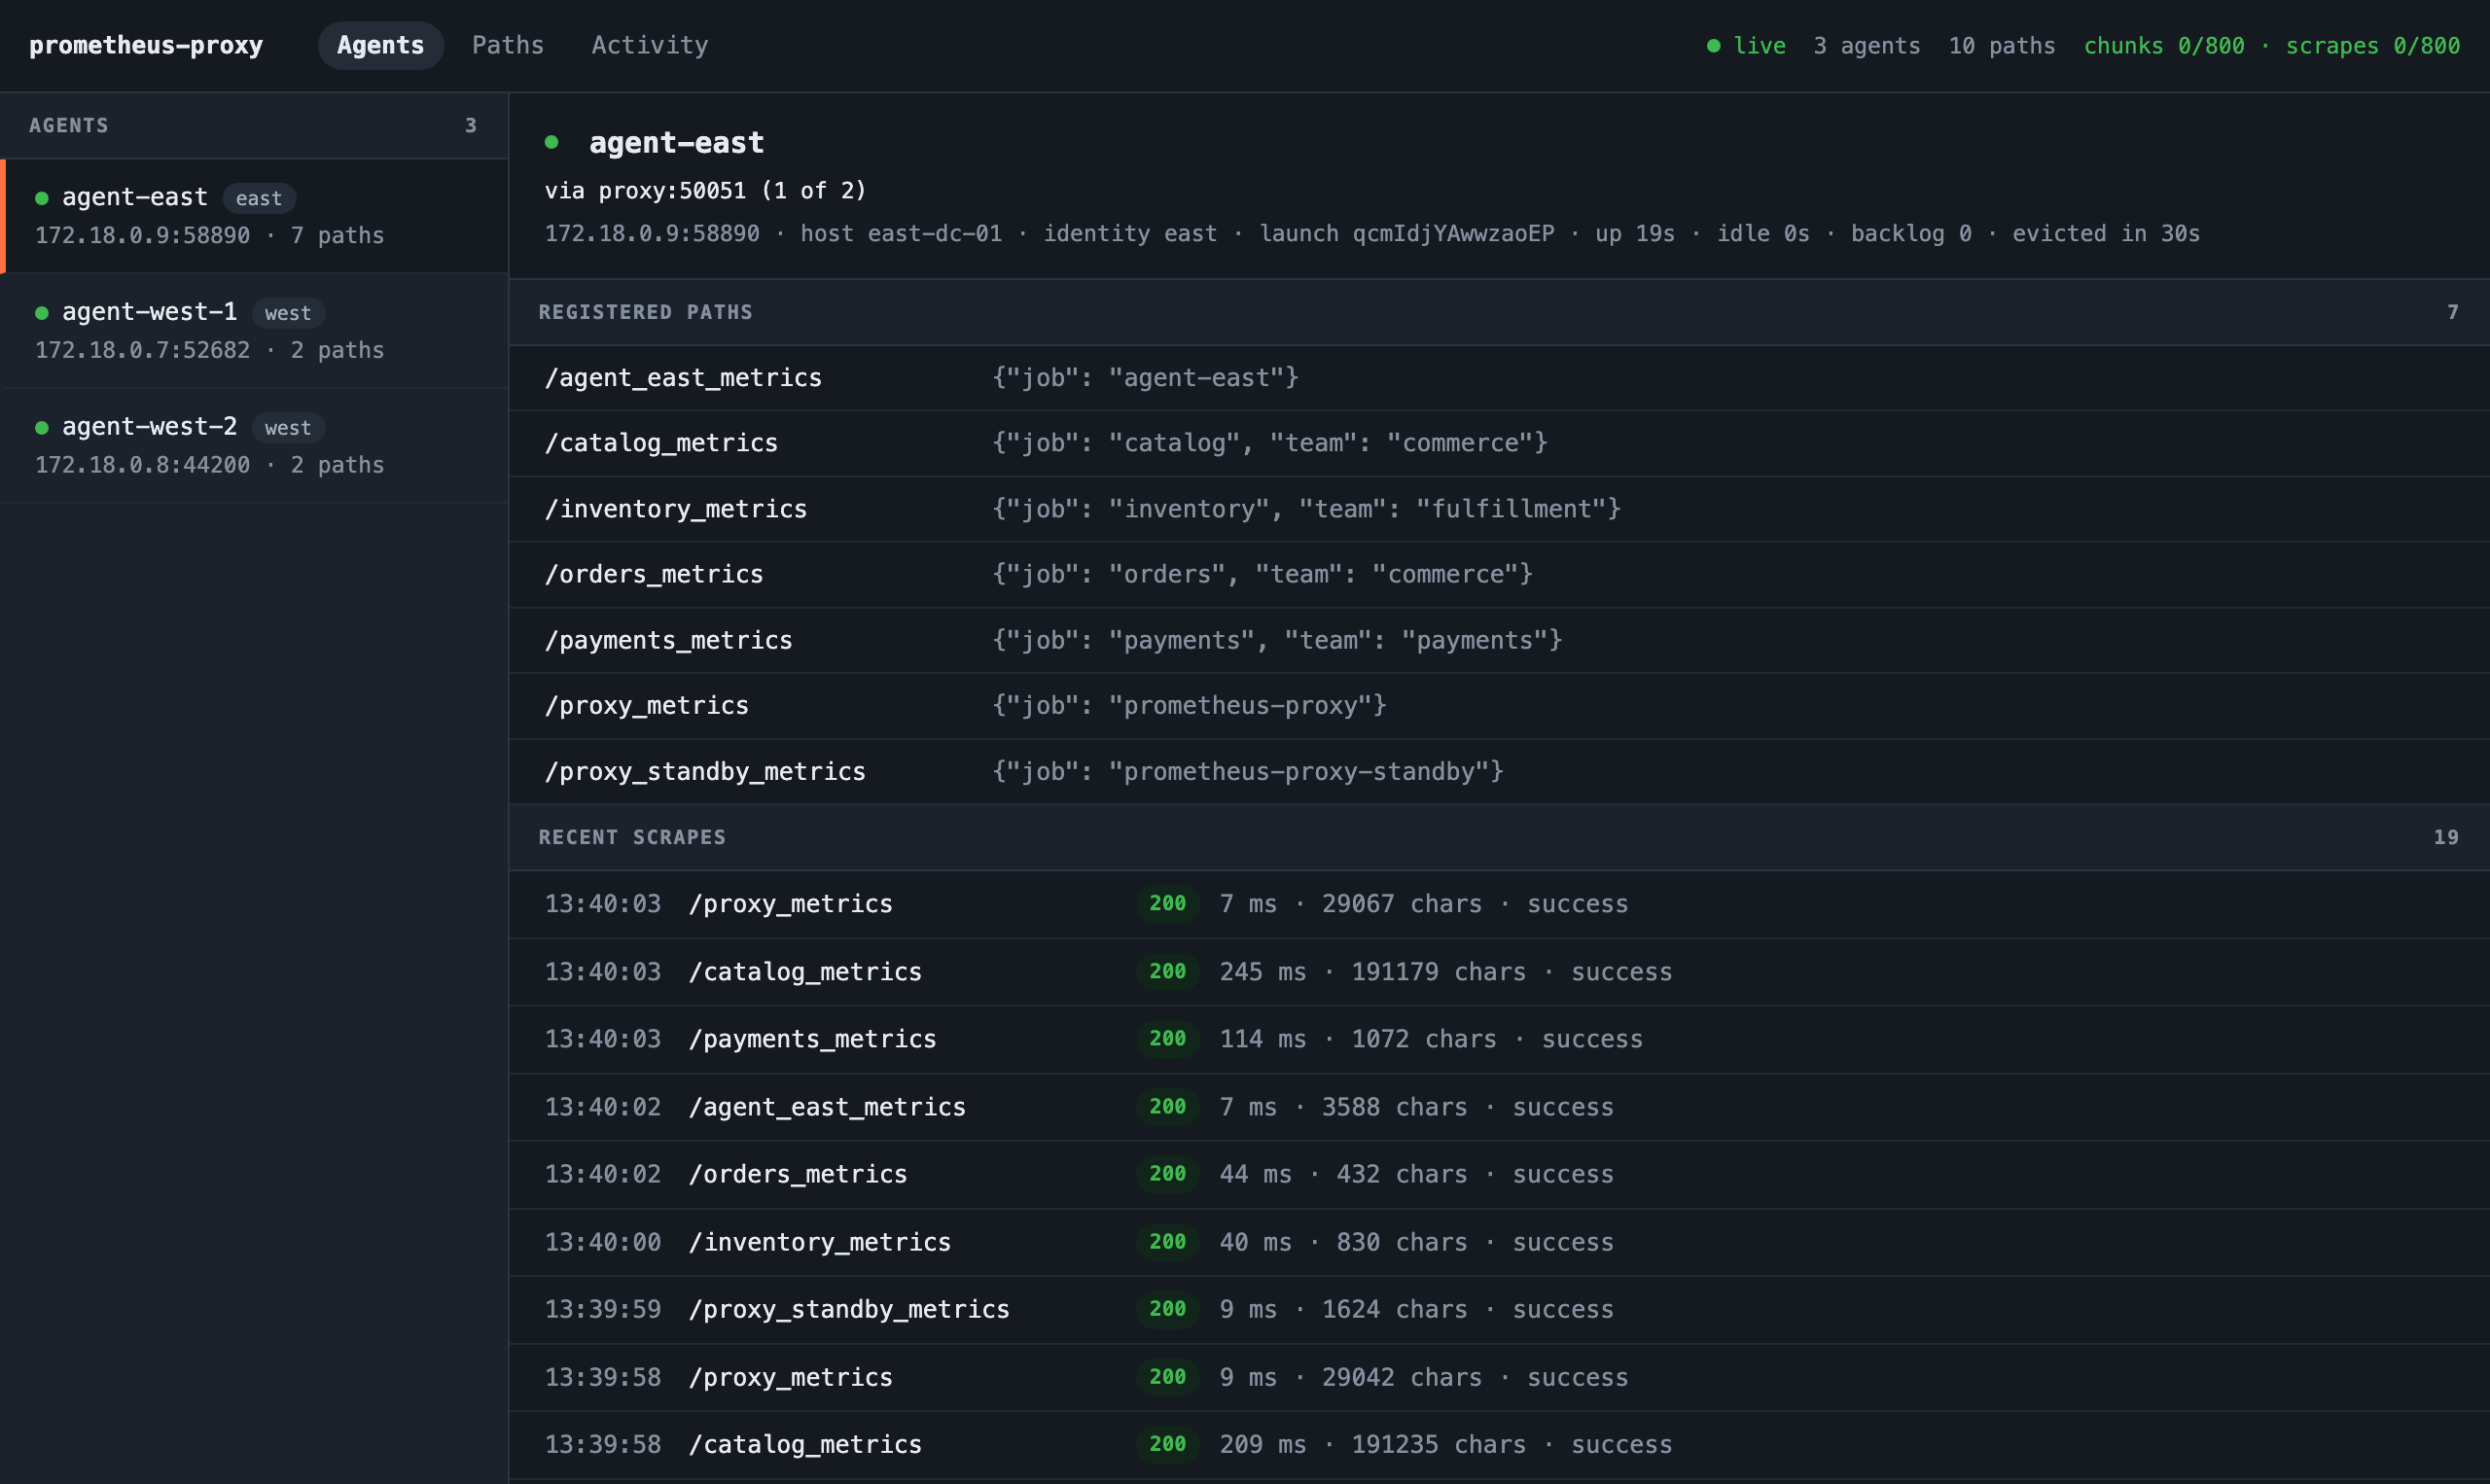 prometheus-proxy Agents Paths Activity live 3 agents 10 paths chunks 0/800 · scrapes 0/800
AGENTS 3
agent-east east
172.18.0.9:58890 · 7 paths
agent-west-1 west
172.18.0.7:52682 · 2 paths
agent-west-2 west
172.18.0.8:44200 · 2 paths
agent-east
via proxy:50051 (1 of 2)
172.18.0.9:58890 · host east-dc-01 · identity east · launch qcmIdjYAwwzaoEP · up 19s · idle 0s · backlog 0 · evicted in 30s
REGISTERED PATHS 7
/agent_east_metrics {"job": "agent-east"}
/catalog_metrics {"job": "catalog", "team": "commerce"}
/inventory_metrics {"job": "inventory", "team": "fulfillment"}
/orders_metrics {"job": "orders", "team": "commerce"}
/payments_metrics {"job": "payments", "team": "payments"}
/proxy_metrics {"job": "prometheus-proxy"}
/proxy_standby_metrics {"job": "prometheus-proxy-standby"}
RECENT SCRAPES 19
13:40:03 /proxy_metrics 200 7 ms · 29067 chars · success
13:40:03 /catalog_metrics 200 245 ms · 191179 chars · success
13:40:03 /payments_metrics 200 114 ms · 1072 chars · success
13:40:02 /agent_east_metrics 200 7 ms · 3588 chars · success
13:40:02 /orders_metrics 200 44 ms · 432 chars · success
13:40:00 /inventory_metrics 200 40 ms · 830 chars · success
13:39:59 /proxy_standby_metrics 200 9 ms · 1624 chars · success
13:39:58 /proxy_metrics 200 9 ms · 29042 chars · success
13:39:58 /catalog_metrics 200 209 ms · 191235 chars · success